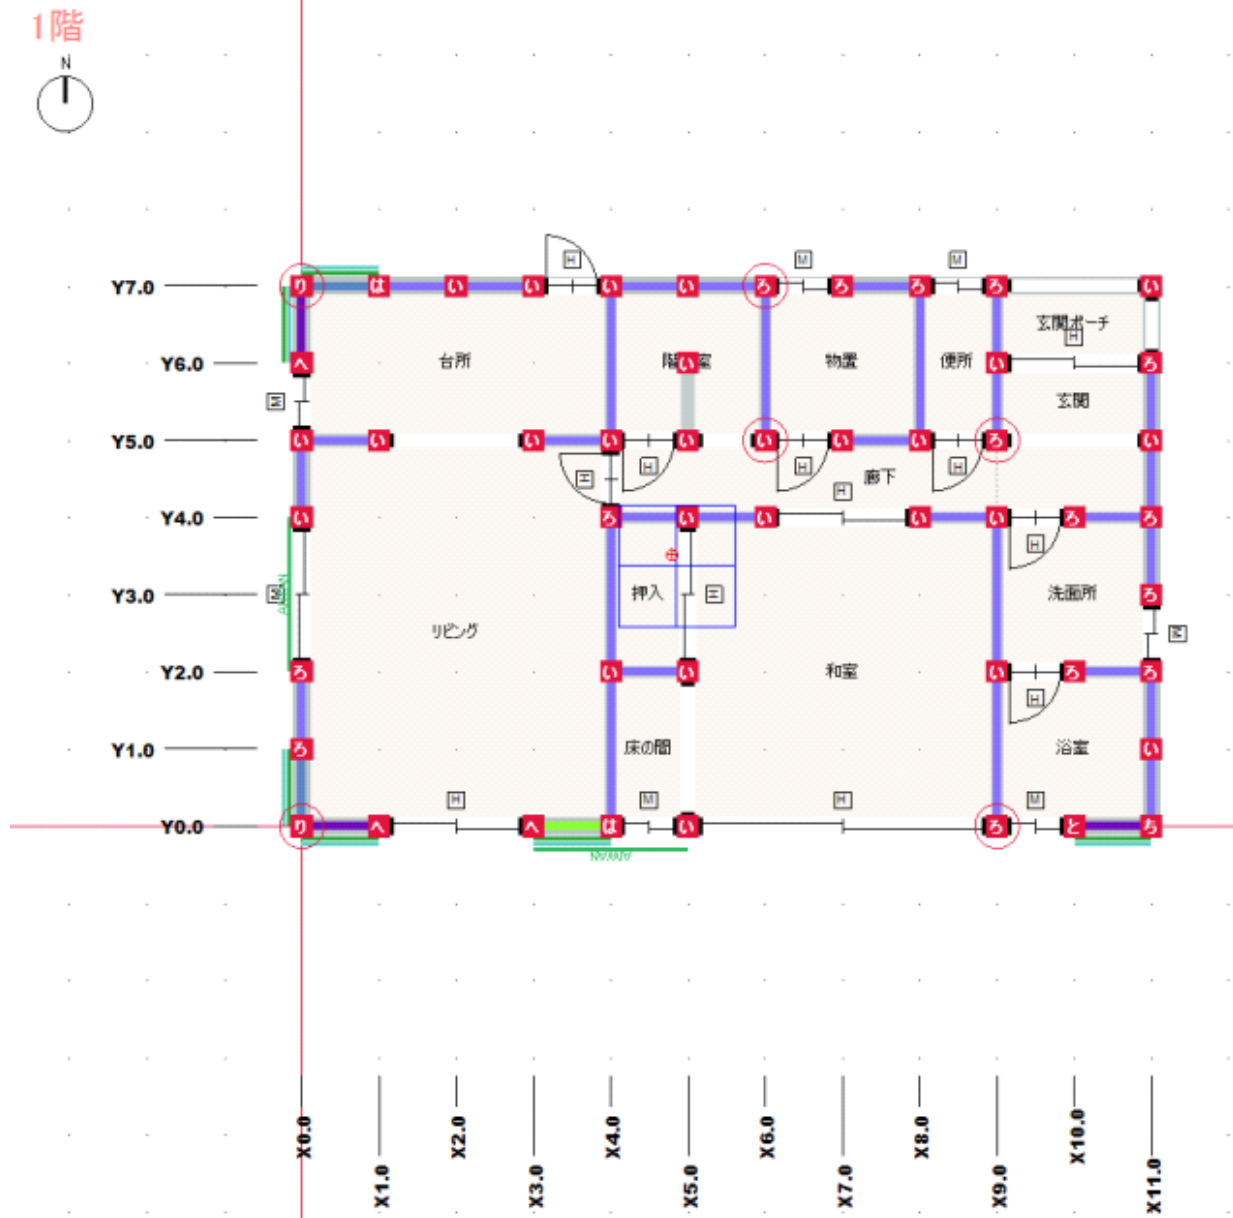 1階
N
H M M
Y7.0 り は い い い い ろ ろ ろ ろ い
玄関ポーチ
H
Y6.0 へ 台所 階 い 室 物置 便所 い ろ
M 玄関
Y5.0 い い い い い い ろ い ろ い
H H H H 廊下
H
Y4.0 い ろ い い い い ろ ろ
H
Y3.0 M 押入 H 洗面所 ろ
リビング M
Y2.0 ろ い い 和室 い ろ ろ
H
Y1.0 ろ 床の間 浴室 い
H M H M
Y0.0 り へ へ は い ろ と ち
X0.0 X1.0 X2.0 X3.0 X4.0 X5.0 X6.0 X7.0 X8.0 X9.0 X10.0 X11.0